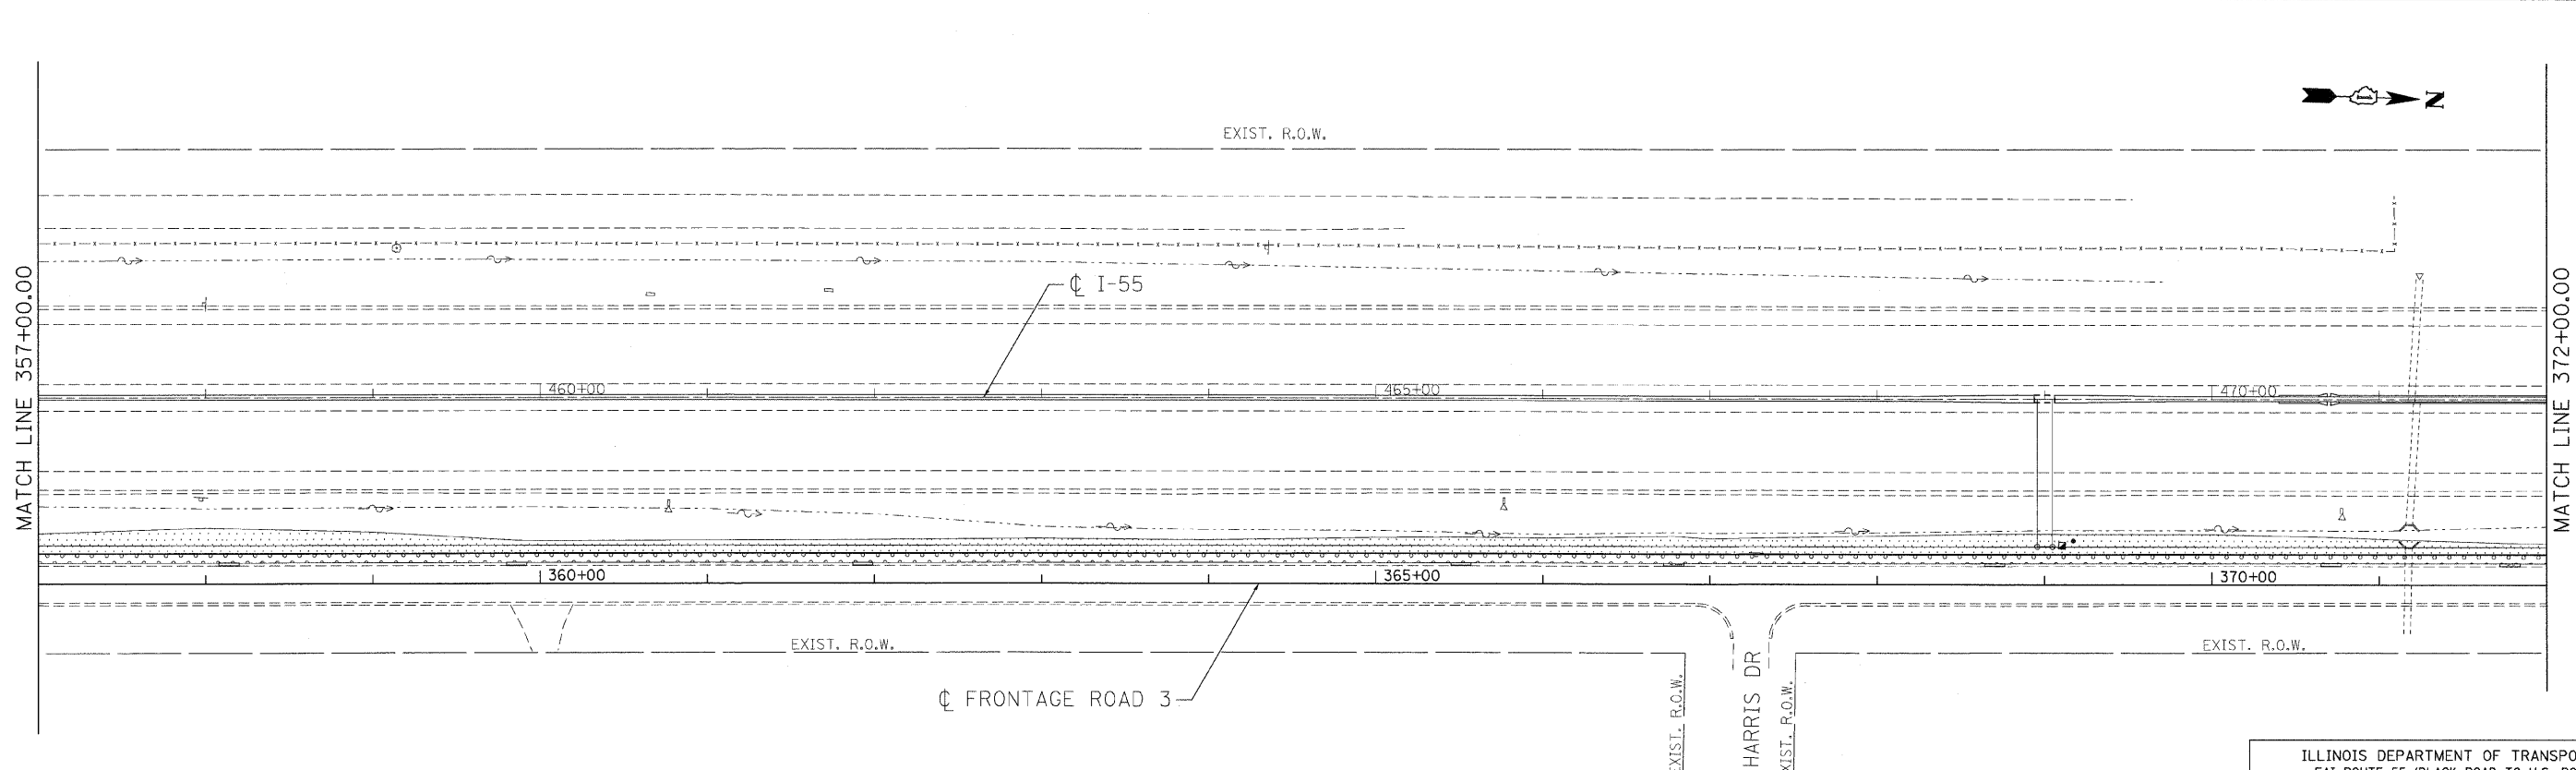 N
EXIST. R.O.W.
MATCH LINE 357+00.00
MATCH LINE 372+00.00
℄ I-55
460+00
465+00
470+00
360+00
365+00
370+00
EXIST. R.O.W.
EXIST. R.O.W.
℄ FRONTAGE ROAD 3
EXIST. R.O.W.
HARRIS DR
EXIST. R.O.W.
ILLINOIS DEPARTMENT OF TRANSPO